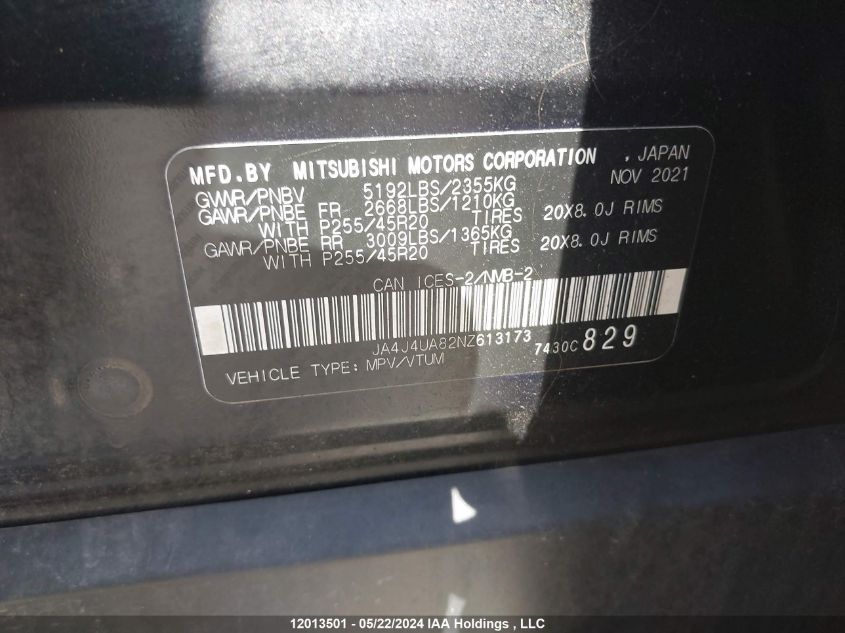 MFD.BY MITSUBISHI MOTORS CORPORATION . JAPAN
GVWR/PNBV 5192LBS/2355KG NOV 2021
GAWR/PNBE FR 2668LBS/1210KG
WITH P255/45R20 TIRES 20X8.0J RIMS
GAWR/PNBE RR 3009LBS/1365KG
WITH P255/45R20 TIRES 20X8.0J RIMS
CAN ICES-2/NMB-2
JA4J4UA82NZ613173 7430C 829
VEHICLE TYPE: MPV/VTUM
12013501 - 05/22/2024 IAA Holdings , LLC